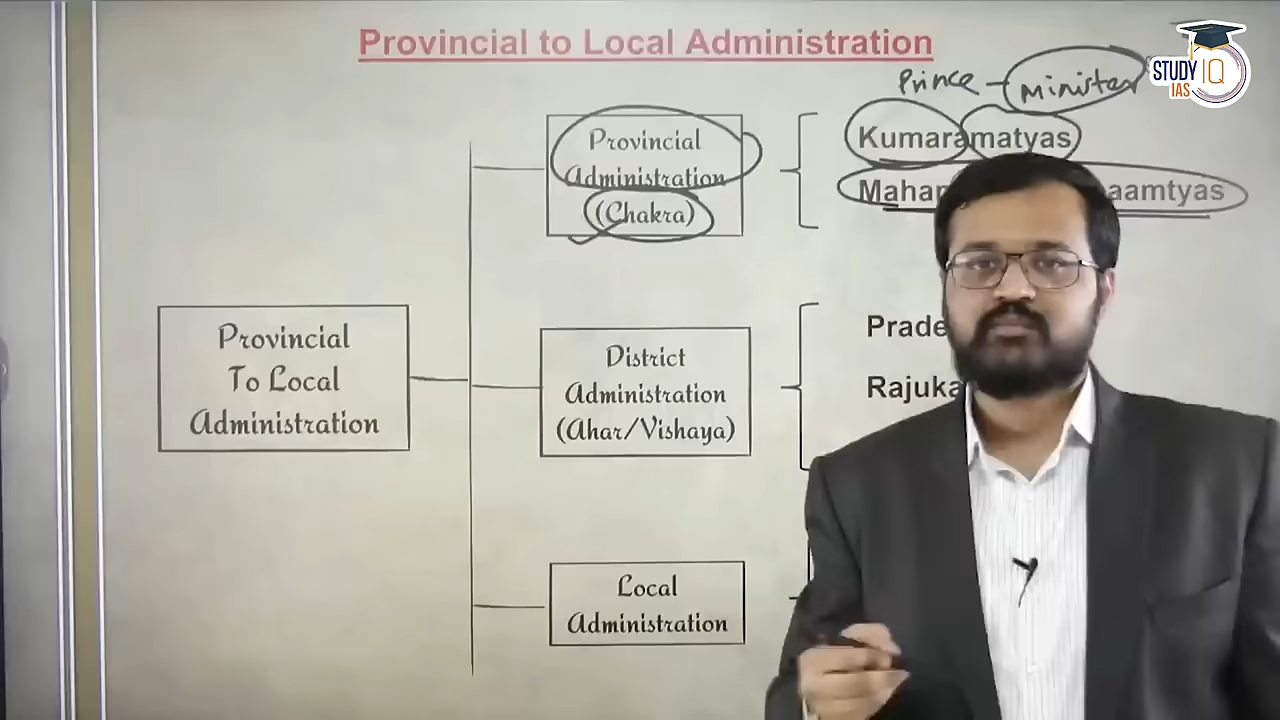 Provincial to Local Administration
STUDY IQ
IAS
Prince - minister
Provincial
Administration
(Chakra)
Kumaramatyas
Provincial
To Local
Administration
District
Administration
(Ahar/Vishaya)
Local
Administration